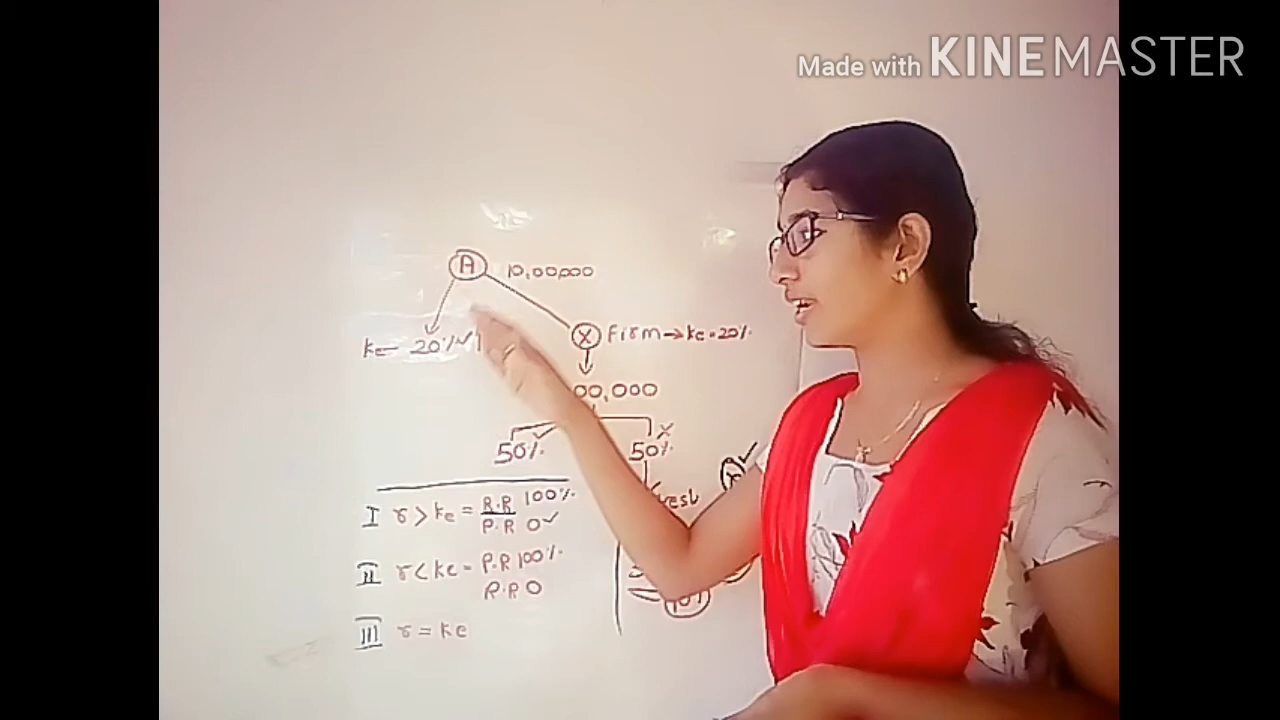 Made with KINEMASTER
A 10,00,000
Ke- 20%
X Firm → Ke = 20%
00,000
50% 50%
I r > Ke = R.R 100%
P.R 0
II r < Ke = P.R 100%
R.R 0
III r = Ke